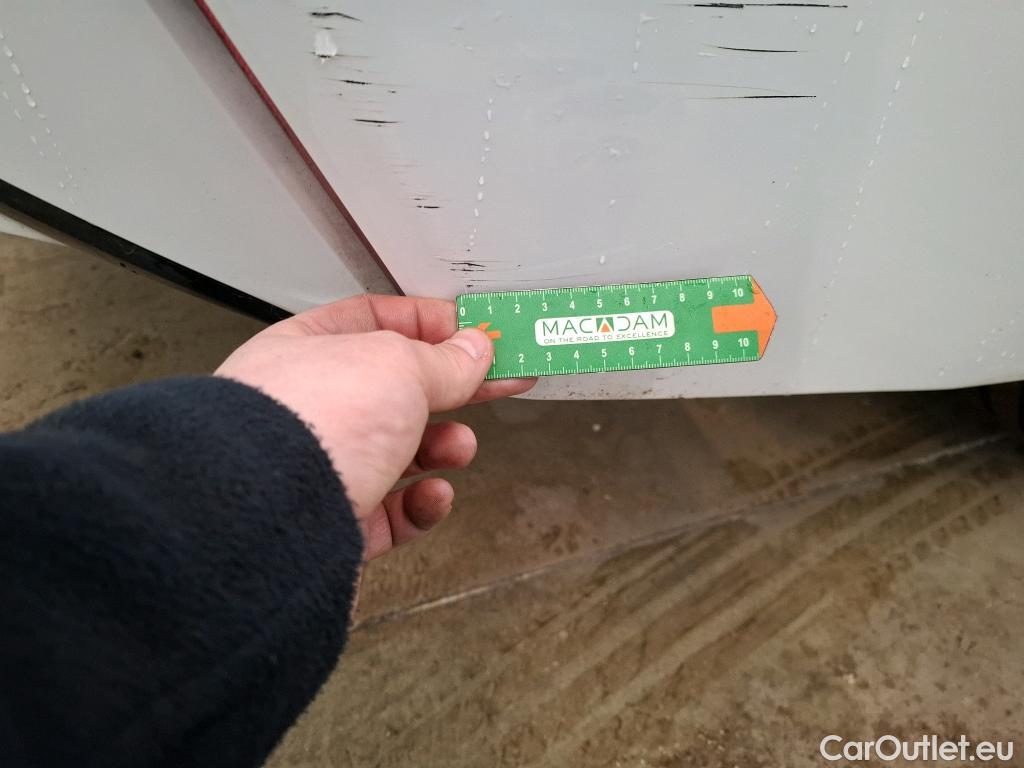 0 1 2 3 4 5 6 7 8 9 10
MACADAM
ON THE ROAD TO EXCELLENCE
1 2 3 4 5 6 7 8 9 10
CarOutlet.eu